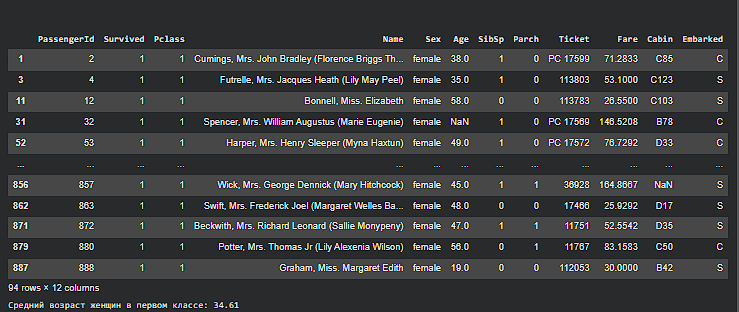 PassengerId Survived Pclass Name Sex Age SibSp Parch Ticket Fare Cabin Embarked
1 2 1 1 Cumings, Mrs. John Bradley (Florence Briggs Th... female 38.0 1 0 PC 17599 71.2833 C85 C
3 4 1 1 Futrelle, Mrs. Jacques Heath (Lily May Peel) female 35.0 1 0 113803 53.1000 C123 S
11 12 1 1 Bonnell, Miss. Elizabeth female 58.0 0 0 113783 26.5500 C103 S
31 32 1 1 Spencer, Mrs. William Augustus (Marie Eugenie) female NaN 1 0 PC 17569 146.5208 B78 C
52 53 1 1 Harper, Mrs. Henry Sleeper (Myna Haxtun) female 49.0 1 0 PC 17572 76.7292 D33 C
... ... ... ... ... ... ... ... ... ... ... ... ...
856 857 1 1 Wick, Mrs. George Dennick (Mary Hitchcock) female 45.0 1 1 36928 164.8667 NaN S
862 863 1 1 Swift, Mrs. Frederick Joel (Margaret Welles Ba... female 48.0 0 0 17466 25.9292 D17 S
871 872 1 1 Beckwith, Mrs. Richard Leonard (Sallie Monypeny) female 47.0 1 1 11751 52.5542 D35 S
879 880 1 1 Potter, Mrs. Thomas Jr (Lily Alexenia Wilson) female 56.0 0 1 11767 83.1583 C50 C
887 888 1 1 Graham, Miss. Margaret Edith female 19.0 0 0 112053 30.0000 B42 S
94 rows × 12 columns
Средний возраст женщин в первом классе: 34.61